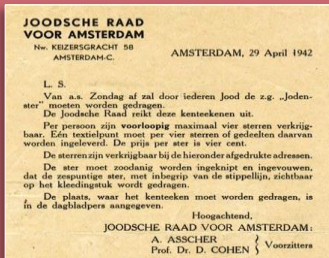 JOODSCHE RAAD
VOOR AMSTERDAM
Nw. KEIZERSGRACHT 58
AMSTERDAM-C.
AMSTERDAM, 29 April 1942
L. S.
Van a.s. Zondag af zal door iederen Jood de z.g. „Joden-
ster” moeten worden gedragen.
De Joodsche Raad reikt deze kenteekenen uit.
Per persoon zijn voorloopig maximaal vier sterren verkrijg-
baar. Eén textielpunt moet per vier sterren of gedeelten daarvan
worden ingeleverd. De prijs per ster is vier cent.
De sterren zijn verkrijgbaar bij de hieronder afgedrukte adressen.
De ster moet zoodanig worden ingeknipt en ingevouwen,
dat de zespuntige ster, met inbegrip van de stippellijn, zichtbaar
op het kleedingstuk wordt gedragen.
De plaats, waar het kenteeken moet worden gedragen, is
in de dagbladpers aangegeven.
Hoogachtend,
JOODSCHE RAAD VOOR AMSTERDAM:
A. ASSCHER
Prof. Dr. D. COHEN } Voorzitters